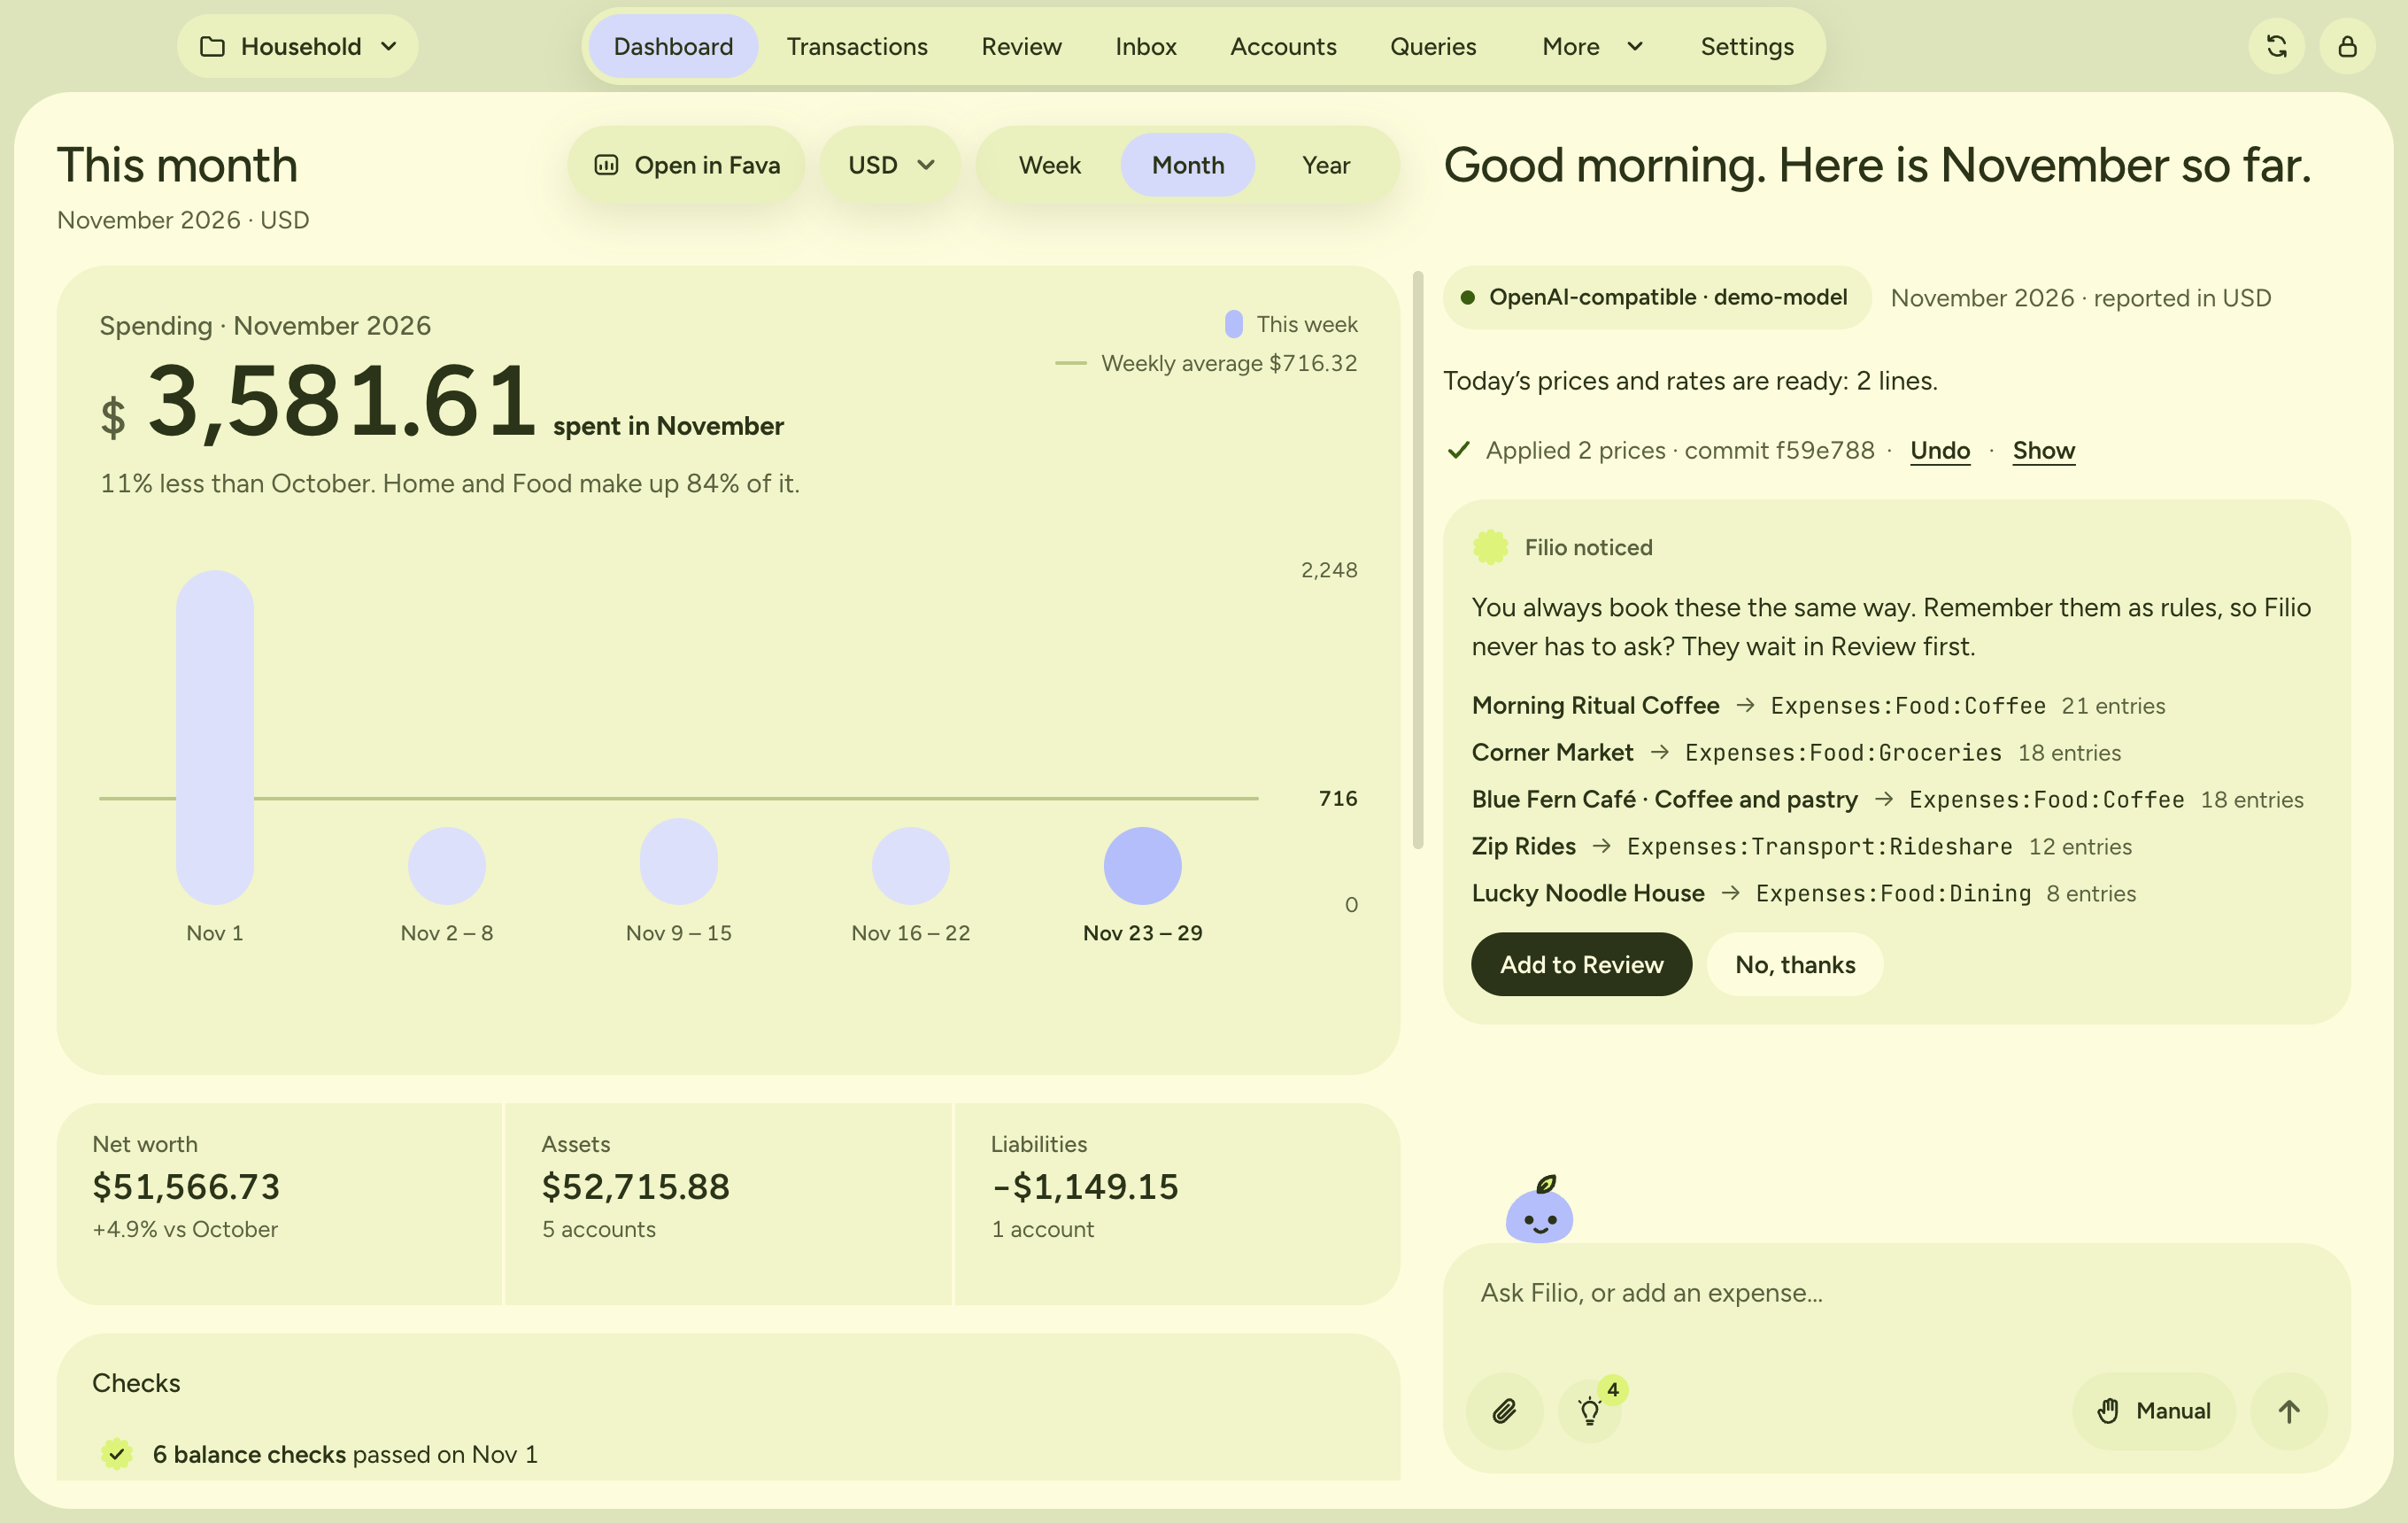 Household
Dashboard
Transactions
Review
Inbox
Accounts
Queries
More
Settings
This month
November 2026 · USD
Open in Fava
USD
Week
Month
Year
Spending · November 2026
$ 3,581.61 spent in November
11% less than October. Home and Food make up 84% of it.
This week
Weekly average $716.32
2,248
716
0
Nov 1
Nov 2 – 8
Nov 9 – 15
Nov 16 – 22
Nov 23 – 29
Net worth
$51,566.73
+4.9% vs October
Assets
$52,715.88
5 accounts
Liabilities
−$1,149.15
1 account
Checks
6 balance checks passed on Nov 1
Good morning. Here is November so far.
OpenAI-compatible · demo-model
November 2026 · reported in USD
Today’s prices and rates are ready: 2 lines.
Applied 2 prices · commit f59e788 · Undo · Show
Filio noticed
You always book these the same way. Remember them as rules, so Filio
never has to ask? They wait in Review first.
Morning Ritual Coffee → Expenses:Food:Coffee 21 entries
Corner Market → Expenses:Food:Groceries 18 entries
Blue Fern Café · Coffee and pastry → Expenses:Food:Coffee 18 entries
Zip Rides → Expenses:Transport:Rideshare 12 entries
Lucky Noodle House → Expenses:Food:Dining 8 entries
Add to Review
No, thanks
Ask Filio, or add an expense…
4
Manual